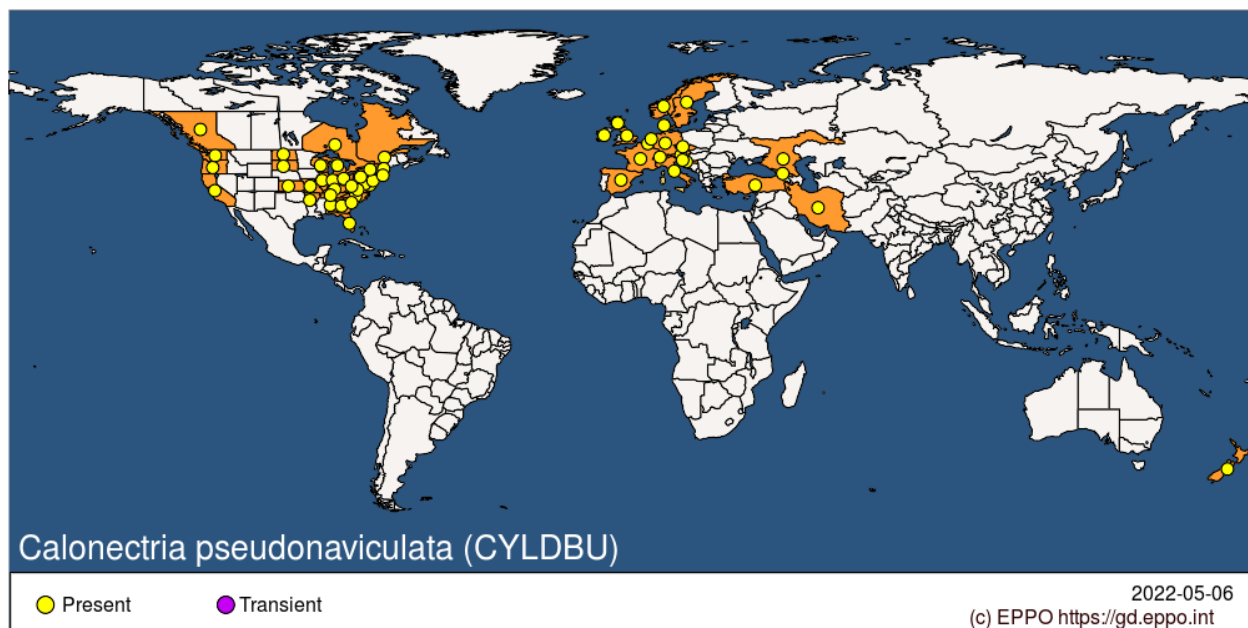 Calonectria pseudonaviculata (CYLDBU)
Present
Transient
2022-05-06
(c) EPPO https://gd.eppo.int